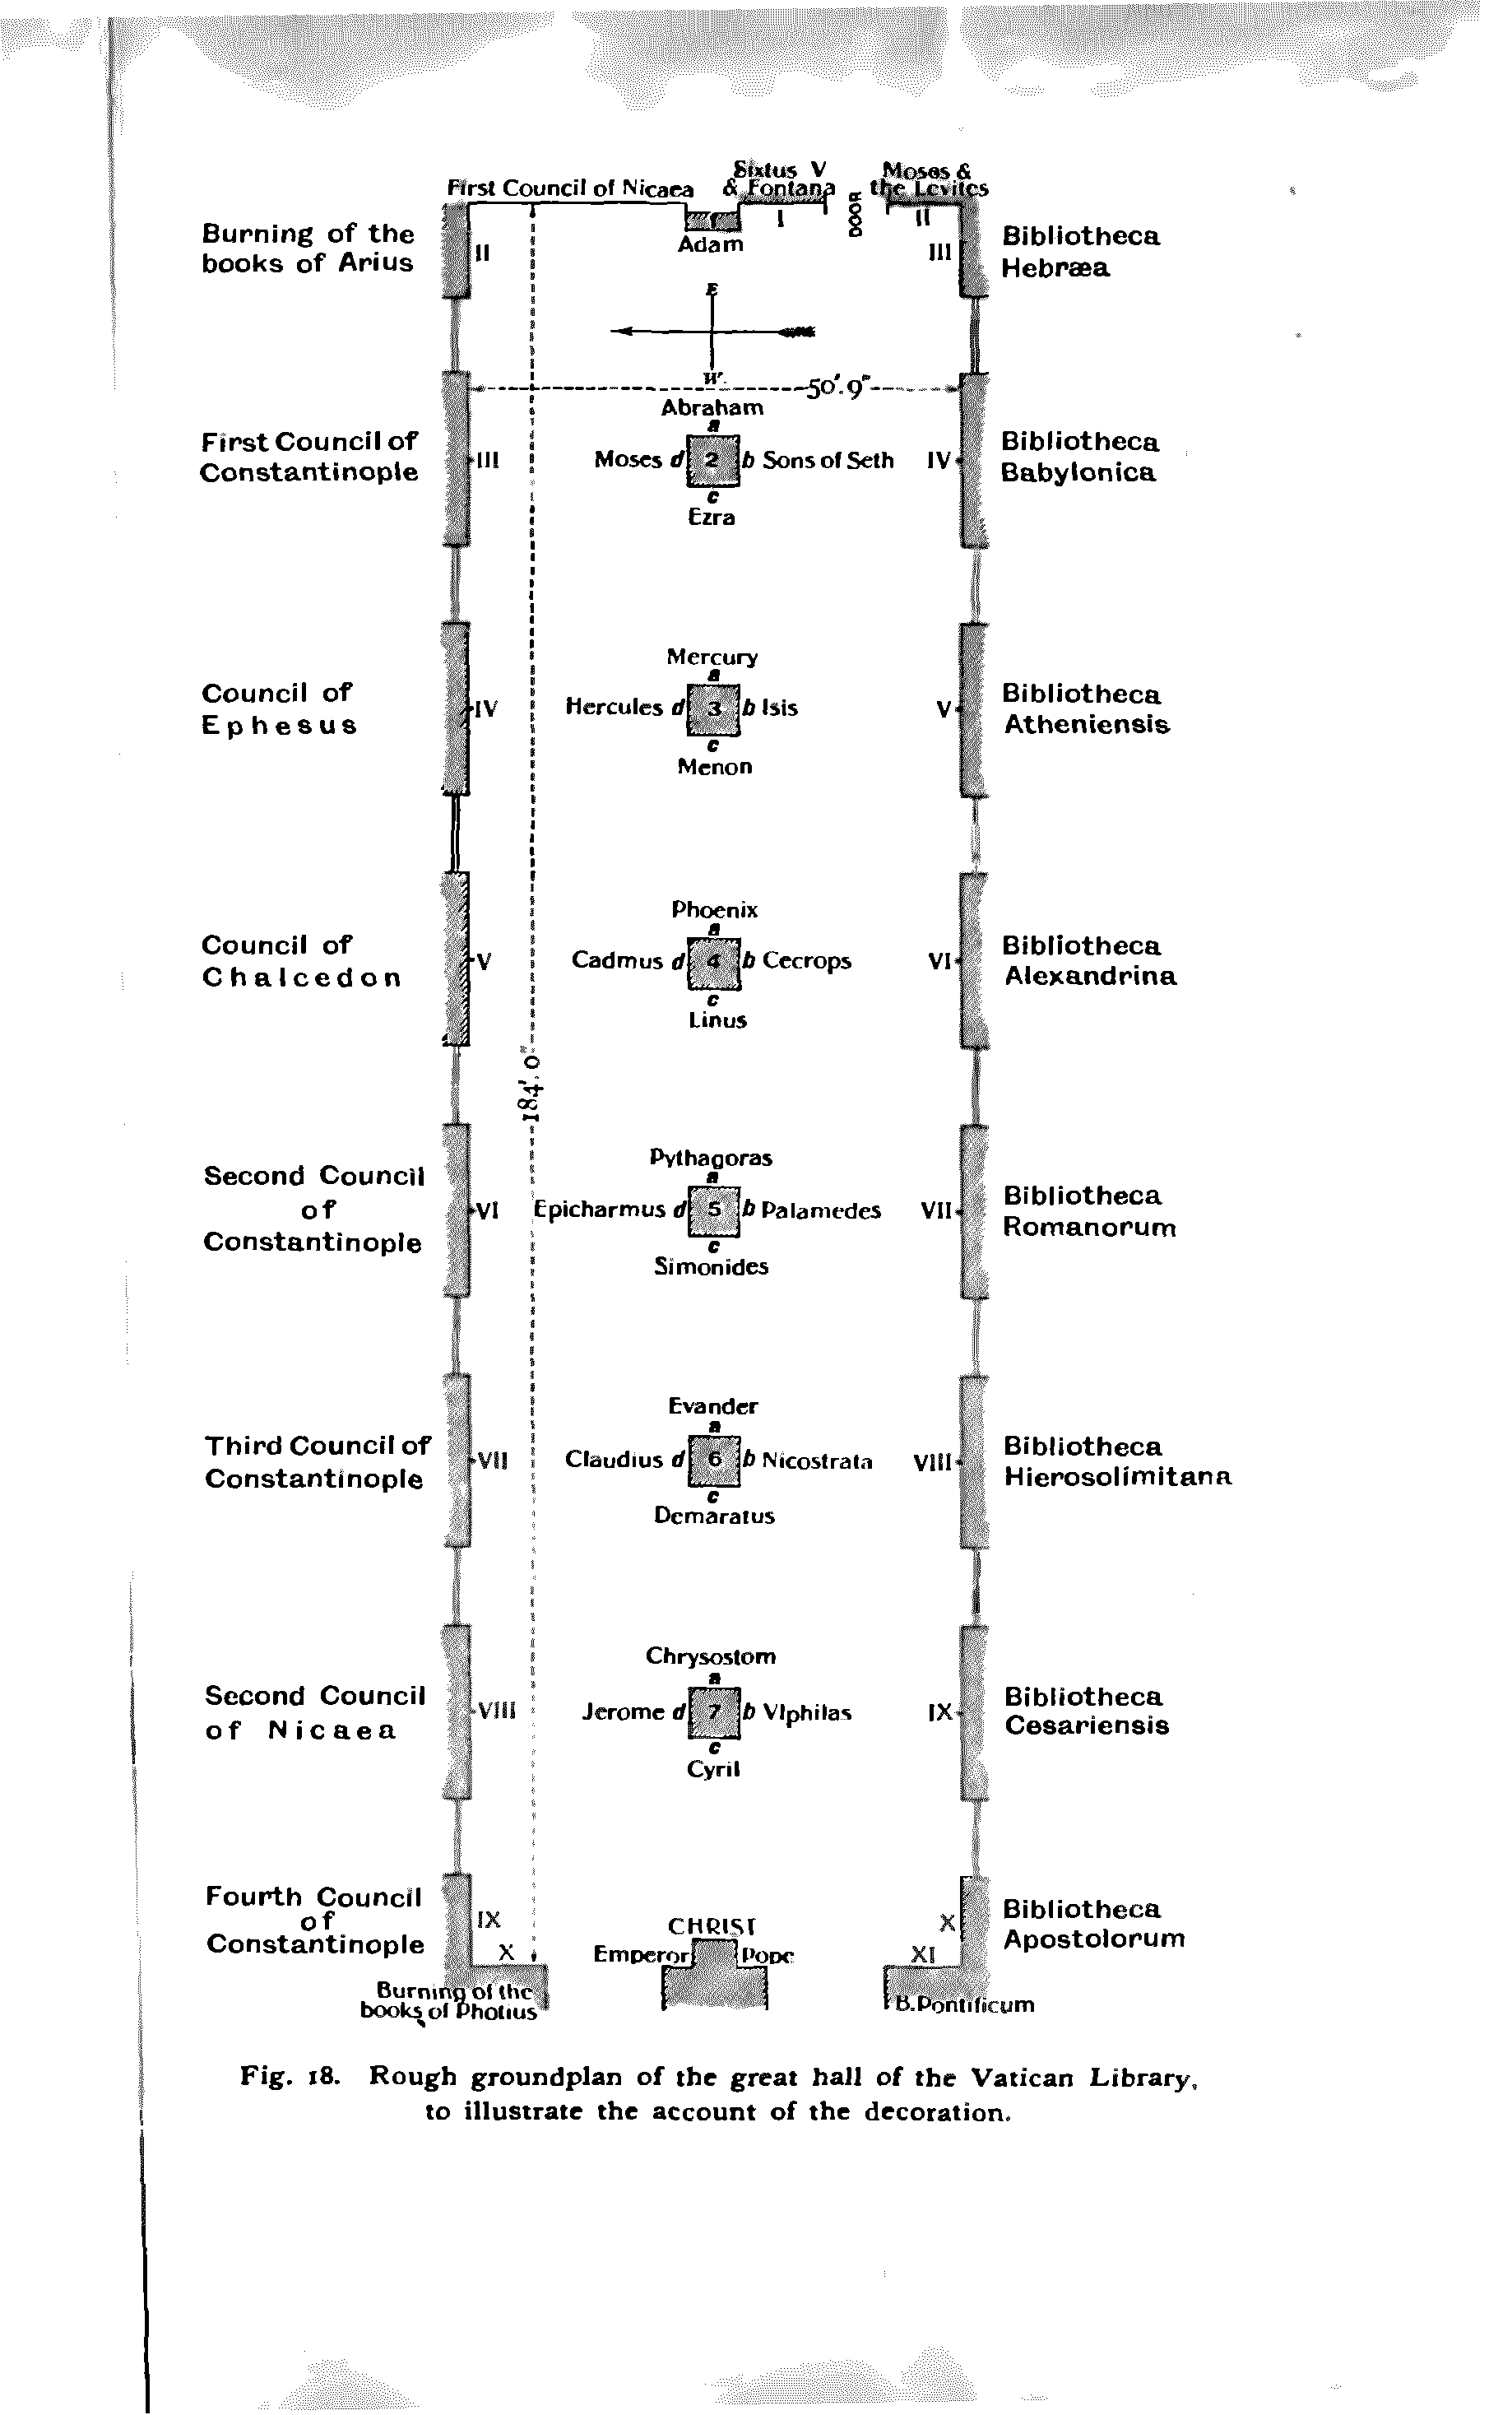 First Council of Nicaea
Sixtus V
& Fontana
DOOR
Moses &
the Levites
Burning of the
books of Arius
II
1
Adam
I
II
III
Bibliotheca
Hebræa
E
W.
50'. 9"
First Council of
Constantinople
III
Abraham
a
Moses d 2 b Sons of Seth
c
Ezra
IV
Bibliotheca
Babylonica
Council of
Ephesus
IV
Mercury
a
Hercules d 3 b Isis
c
Menon
V
Bibliotheca
Atheniensis
Council of
Chalcedon
V
Phoenix
a
Cadmus d 4 b Cecrops
c
Linus
VI
Bibliotheca
Alexandrina
184'. 0"
Second Council
of
Constantinople
VI
Pythagoras
a
Epicharmus d 5 b Palamedes
c
Simonides
VII
Bibliotheca
Romanorum
Third Council of
Constantinople
VII
Evander
a
Claudius d 6 b Nicostrata
c
Demaratus
VIII
Bibliotheca
Hierosolimitana
Second Council
of Nicaea
VIII
Chrysostom
a
Jerome d 7 b Vlphilas
c
Cyril
IX
Bibliotheca
Cesariensis
Fourth Council
of
Constantinople
IX
X
CHRIST
Emperor Pope
X
XI
Bibliotheca
Apostolorum
Burning of the
books of Photius
B. Pontificum
Fig. 18. Rough groundplan of the great hall of the Vatican Library,
to illustrate the account of the decoration.